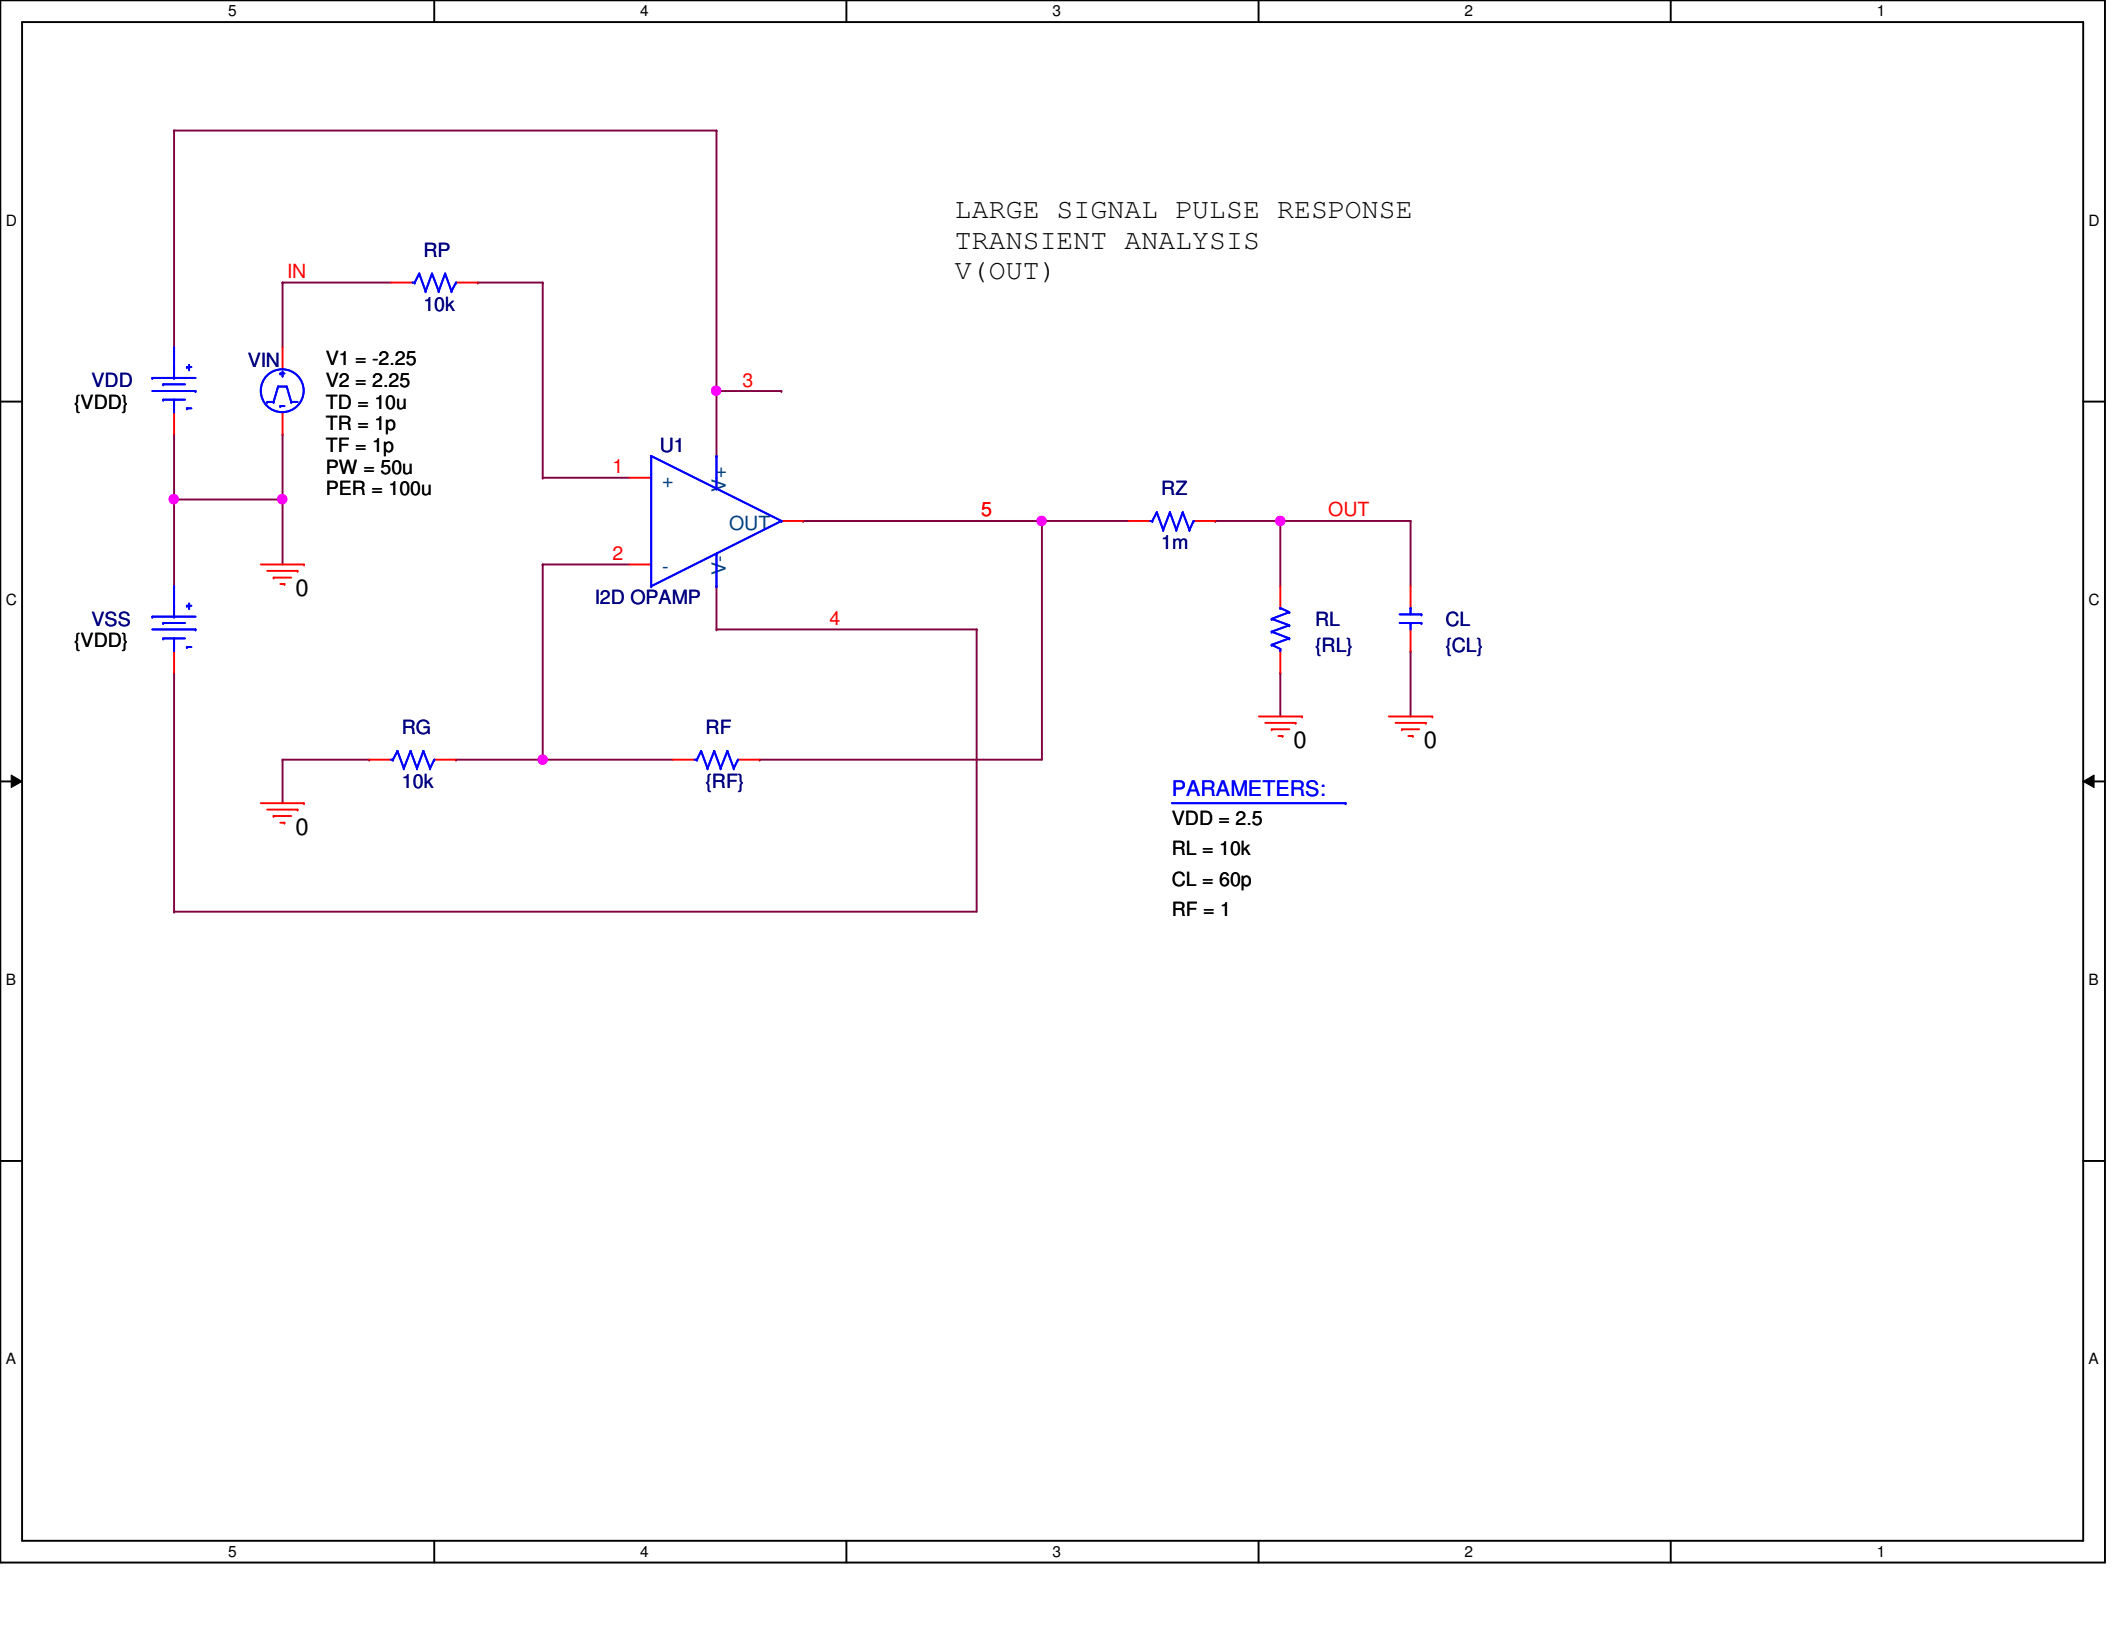 5 4 3 2 1
D D
LARGE SIGNAL PULSE RESPONSE
TRANSIENT ANALYSIS
V(OUT)
RP
IN
10k
VIN
V1 = -2.25
V2 = 2.25
TD = 10u
TR = 1p
TF = 1p
PW = 50u
PER = 100u
VDD
{VDD}
+
-
+
-
3
U1
1
+
V+
OUT
2
-
V-
I2D OPAMP
5
RZ
1m
OUT
0
C C
VSS
{VDD}
+
-
4
RL
{RL}
CL
{CL}
0
0
RG
10k
RF
{RF}
0
PARAMETERS:
VDD = 2.5
RL = 10k
CL = 60p
RF = 1
B B
A A
5 4 3 2 1